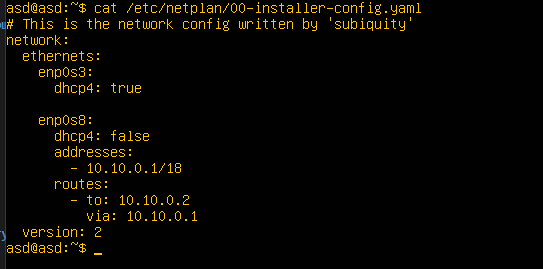 asd@asd:~$ cat /etc/netplan/00-installer-config.yaml
# This is the network config written by 'subiquity'
network:
  ethernets:
    enp0s3:
      dhcp4: true

    enp0s8:
      dhcp4: false
      addresses:
        - 10.10.0.1/18
      routes:
        - to: 10.10.0.2
          via: 10.10.0.1
  version: 2
asd@asd:~$ _